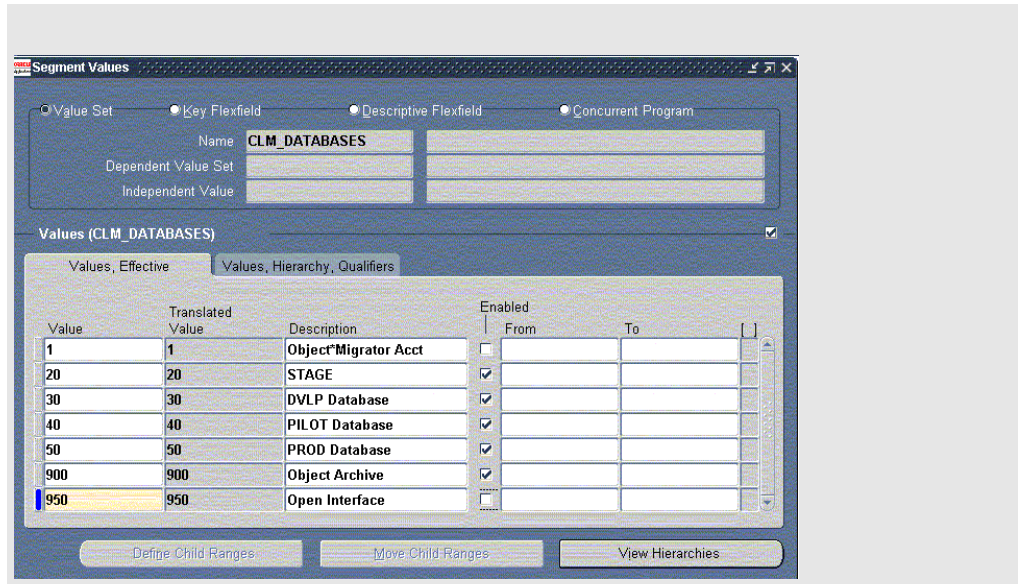 Segment Values
Value Set Key Flexfield Descriptive Flexfield Concurrent Program
Name CLM_DATABASES
Dependent Value Set
Independent Value
Values (CLM_DATABASES)
Values, Effective Values, Hierarchy, Qualifiers
Translated Enabled
Value Value Description From To [ ]
1 1 Object*Migrator Acct
20 20 STAGE
30 30 DVLP Database
40 40 PILOT Database
50 50 PROD Database
900 900 Object Archive
950 950 Open Interface
Define Child Ranges Move Child Ranges View Hierarchies